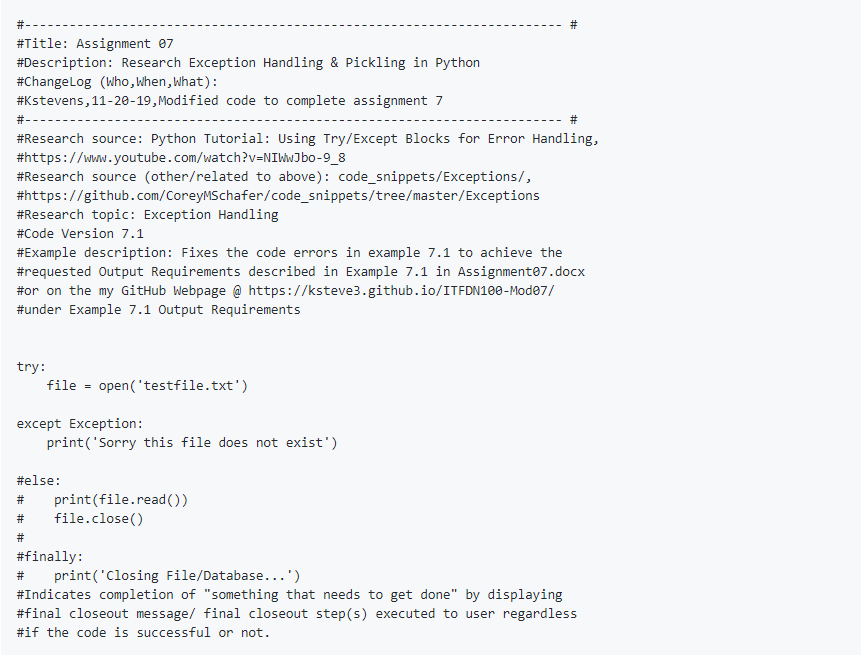 #---------------------------------------------------------------------- #
#Title: Assignment 07
#Description: Research Exception Handling & Pickling in Python
#ChangeLog (Who,When,What):
#Kstevens,11-20-19,Modified code to complete assignment 7
#---------------------------------------------------------------------- #
#Research source: Python Tutorial: Using Try/Except Blocks for Error Handling,
#https://www.youtube.com/watch?v=NIWwJbo-9_8
#Research source (other/related to above): code_snippets/Exceptions/,
#https://github.com/CoreyMSchafer/code_snippets/tree/master/Exceptions
#Research topic: Exception Handling
#Code Version 7.1
#Example description: Fixes the code errors in example 7.1 to achieve the
#requested Output Requirements described in Example 7.1 in Assignment07.docx
#or on the my GitHub Webpage @ https://ksteve3.github.io/ITFDN100-Mod07/
#under Example 7.1 Output Requirements
try:
    file = open('testfile.txt')
except Exception:
    print('Sorry this file does not exist')
#else:
#    print(file.read())
#    file.close()
#
#finally:
#    print('Closing File/Database...')
#Indicates completion of "something that needs to get done" by displaying
#final closeout message/ final closeout step(s) executed to user regardless
#if the code is successful or not.